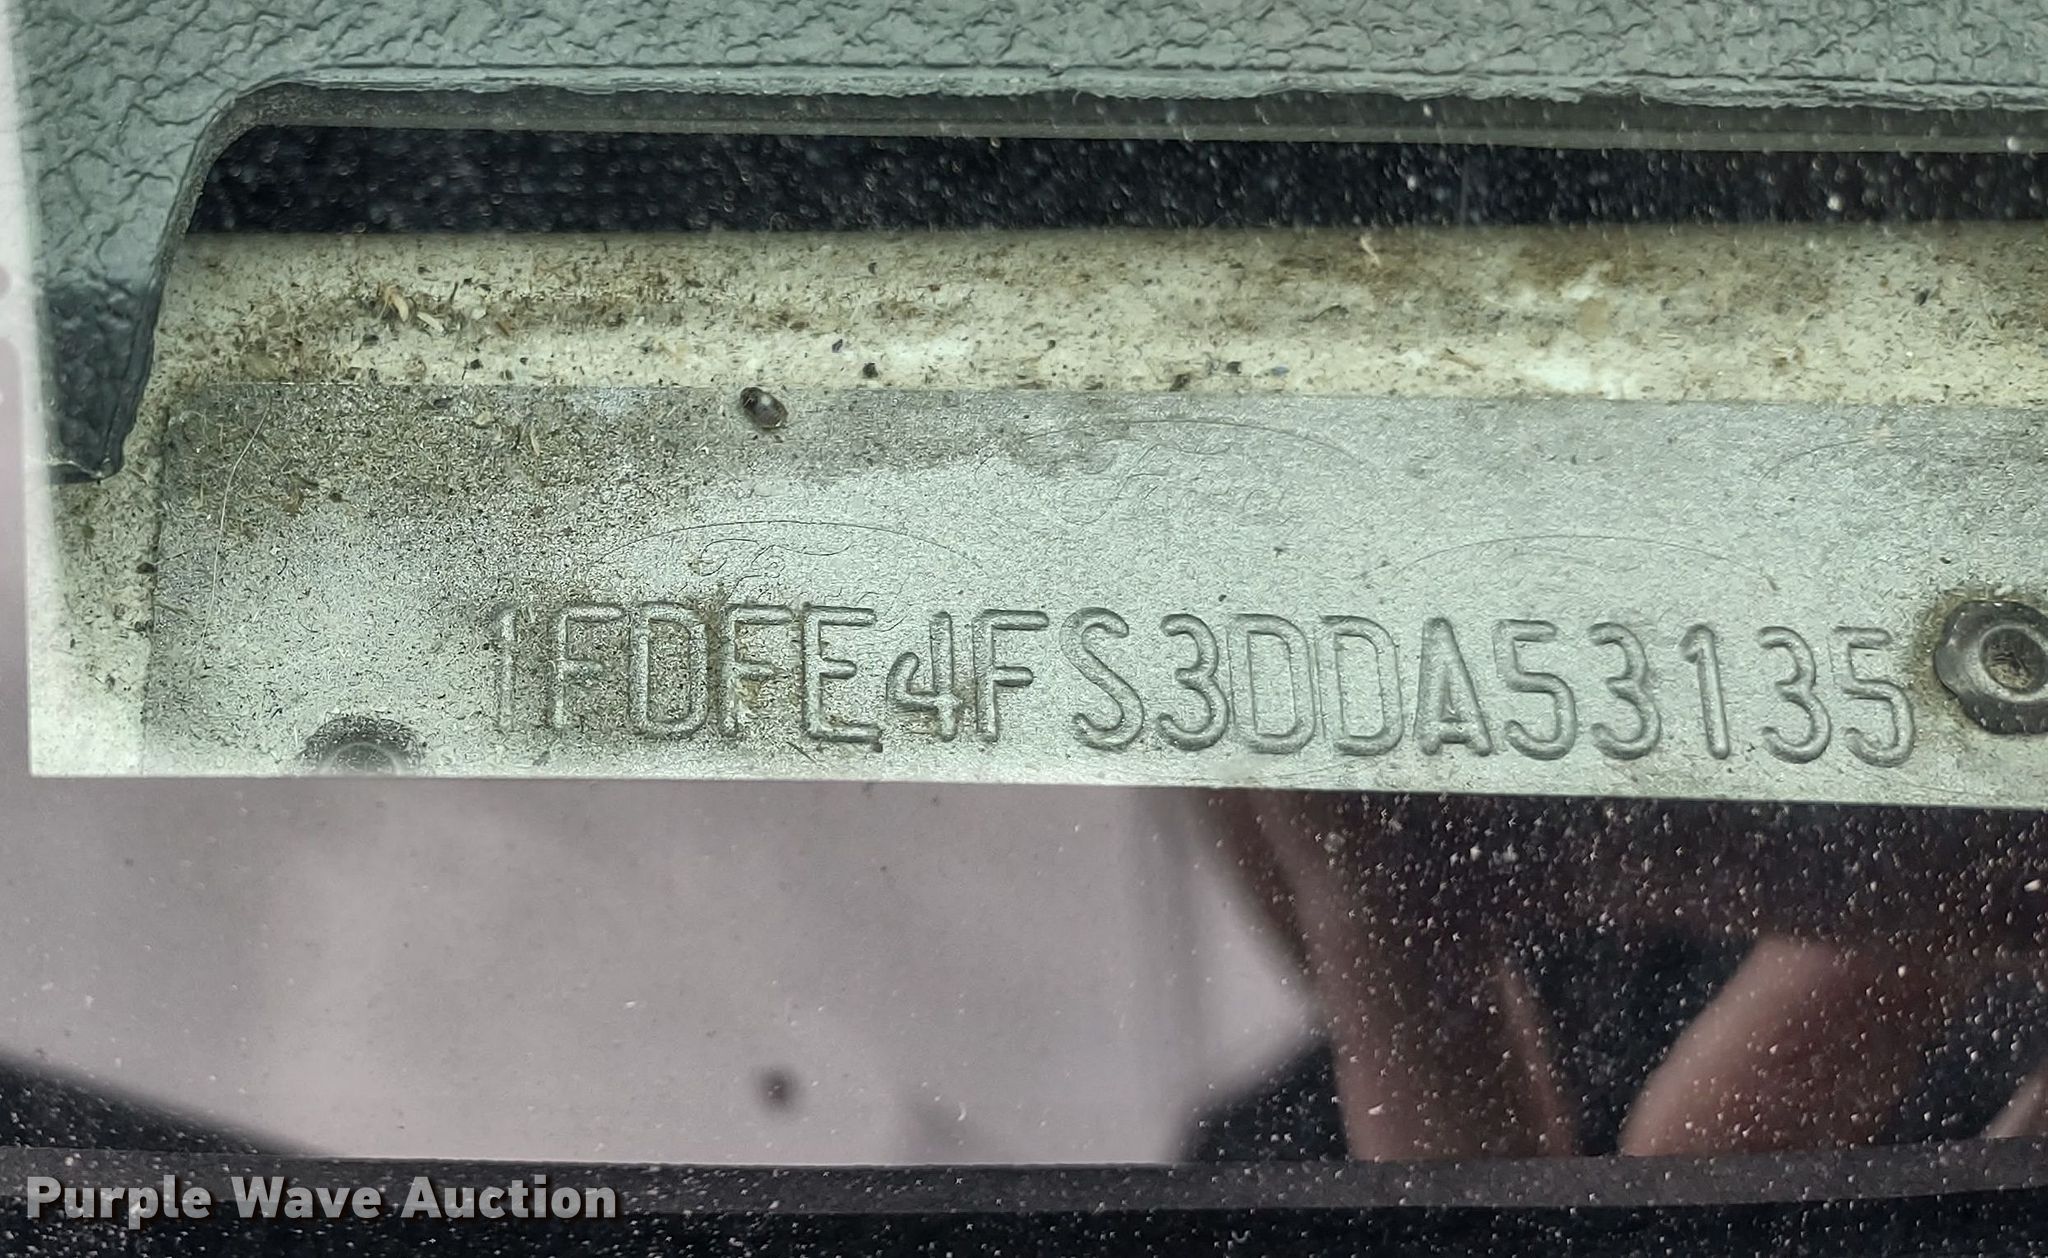 1FDFE4FS3DDA53135
Purple Wave Auction